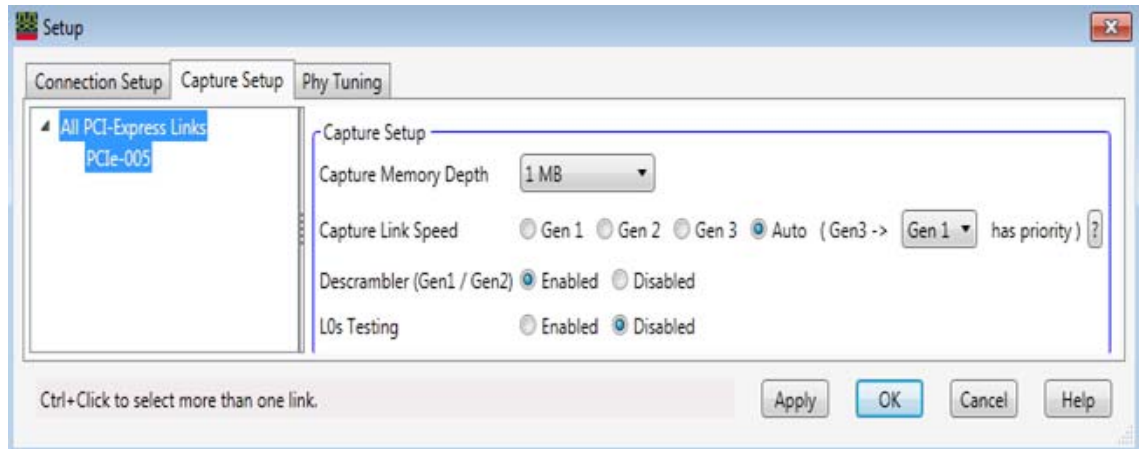 Setup
Connection Setup Capture Setup Phy Tuning
All PCI-Express Links
PCIe-005
Capture Setup
Capture Memory Depth 1 MB
Capture Link Speed Gen 1 Gen 2 Gen 3 Auto ( Gen3 -> Gen 1 has priority ) ?
Descrambler (Gen1 / Gen2) Enabled Disabled
L0s Testing Enabled Disabled
Ctrl+Click to select more than one link.
Apply OK Cancel Help